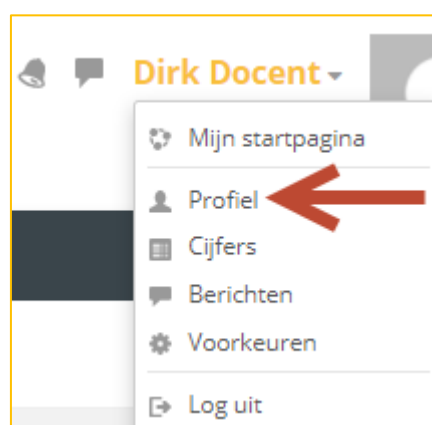 Dirk Docent
Mijn startpagina
Profiel
Cijfers
Berichten
Voorkeuren
Log uit